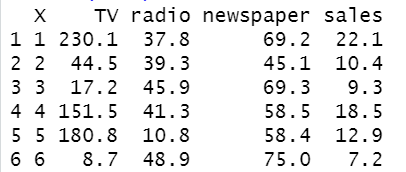 X TV radio newspaper sales
1 1 230.1 37.8 69.2 22.1
2 2 44.5 39.3 45.1 10.4
3 3 17.2 45.9 69.3 9.3
4 4 151.5 41.3 58.5 18.5
5 5 180.8 10.8 58.4 12.9
6 6 8.7 48.9 75.0 7.2